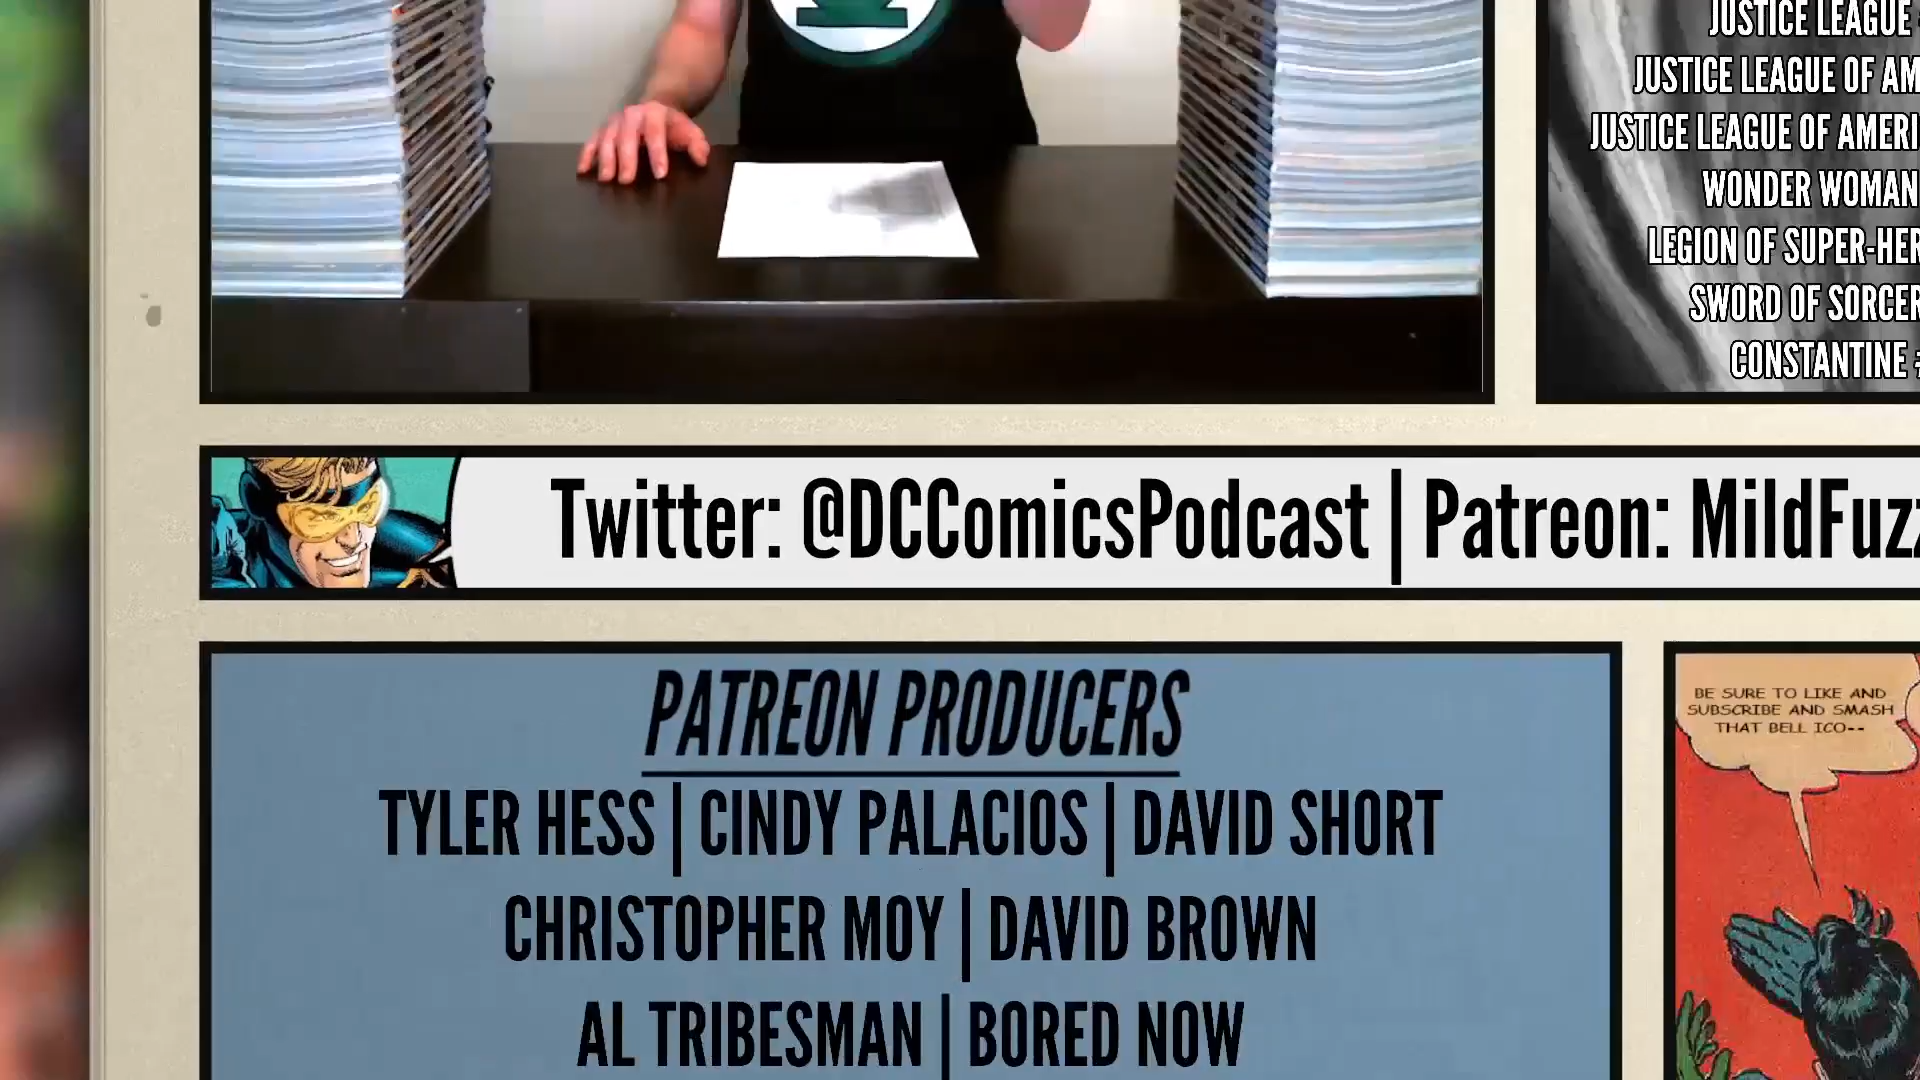 JUSTICE LEAGUE
JUSTICE LEAGUE OF AM
JUSTICE LEAGUE OF AMERI
WONDER WOMAN
LEGION OF SUPER-HER
SWORD OF SORCER
CONSTANTINE #
Twitter: @DCComicsPodcast | Patreon: MildFuzz
PATREON PRODUCERS
TYLER HESS | CINDY PALACIOS | DAVID SHORT
CHRISTOPHER MOY | DAVID BROWN
AL TRIBESMAN | BORED NOW
BE SURE TO LIKE AND
SUBSCRIBE AND SMASH
THAT BELL ICO--